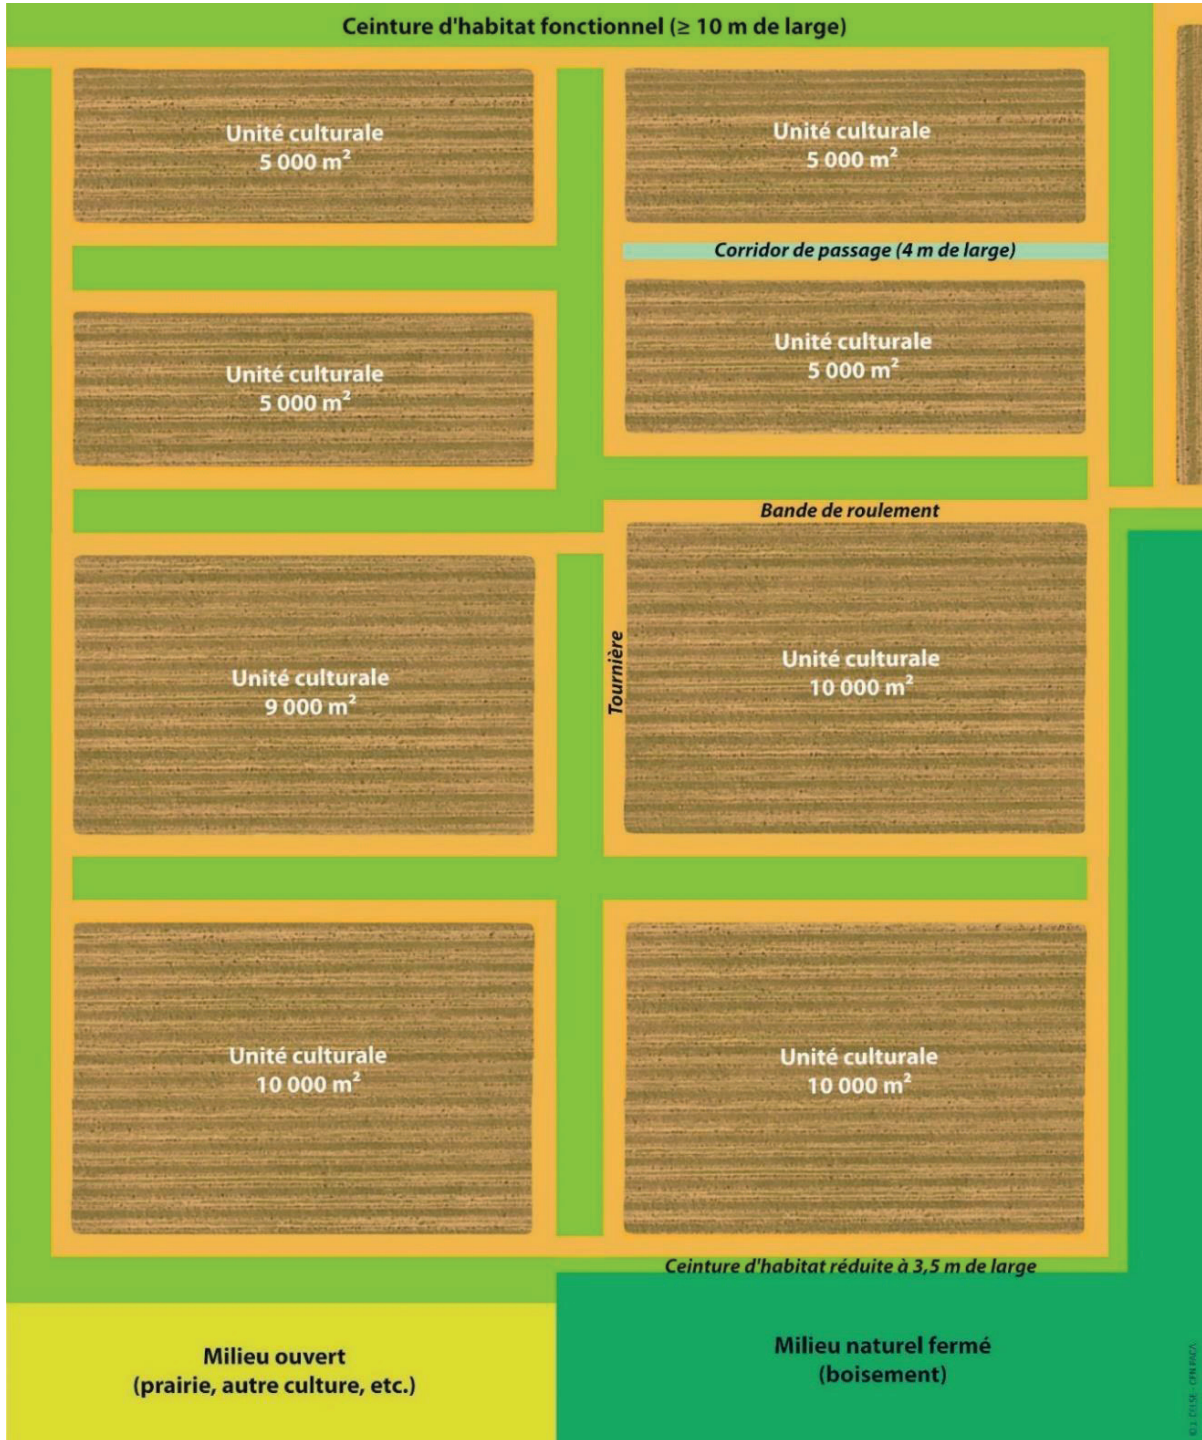 Ceinture d'habitat fonctionnel (≥ 10 m de large)
Unité culturale
5 000 m²
Unité culturale
5 000 m²
Corridor de passage (4 m de large)
Unité culturale
5 000 m²
Unité culturale
5 000 m²
Bande de roulement
Tournière
Unité culturale
9 000 m²
Unité culturale
10 000 m²
Unité culturale
10 000 m²
Unité culturale
10 000 m²
Ceinture d'habitat réduite à 3,5 m de large
Milieu ouvert
(prairie, autre culture, etc.)
Milieu naturel fermé
(boisement)